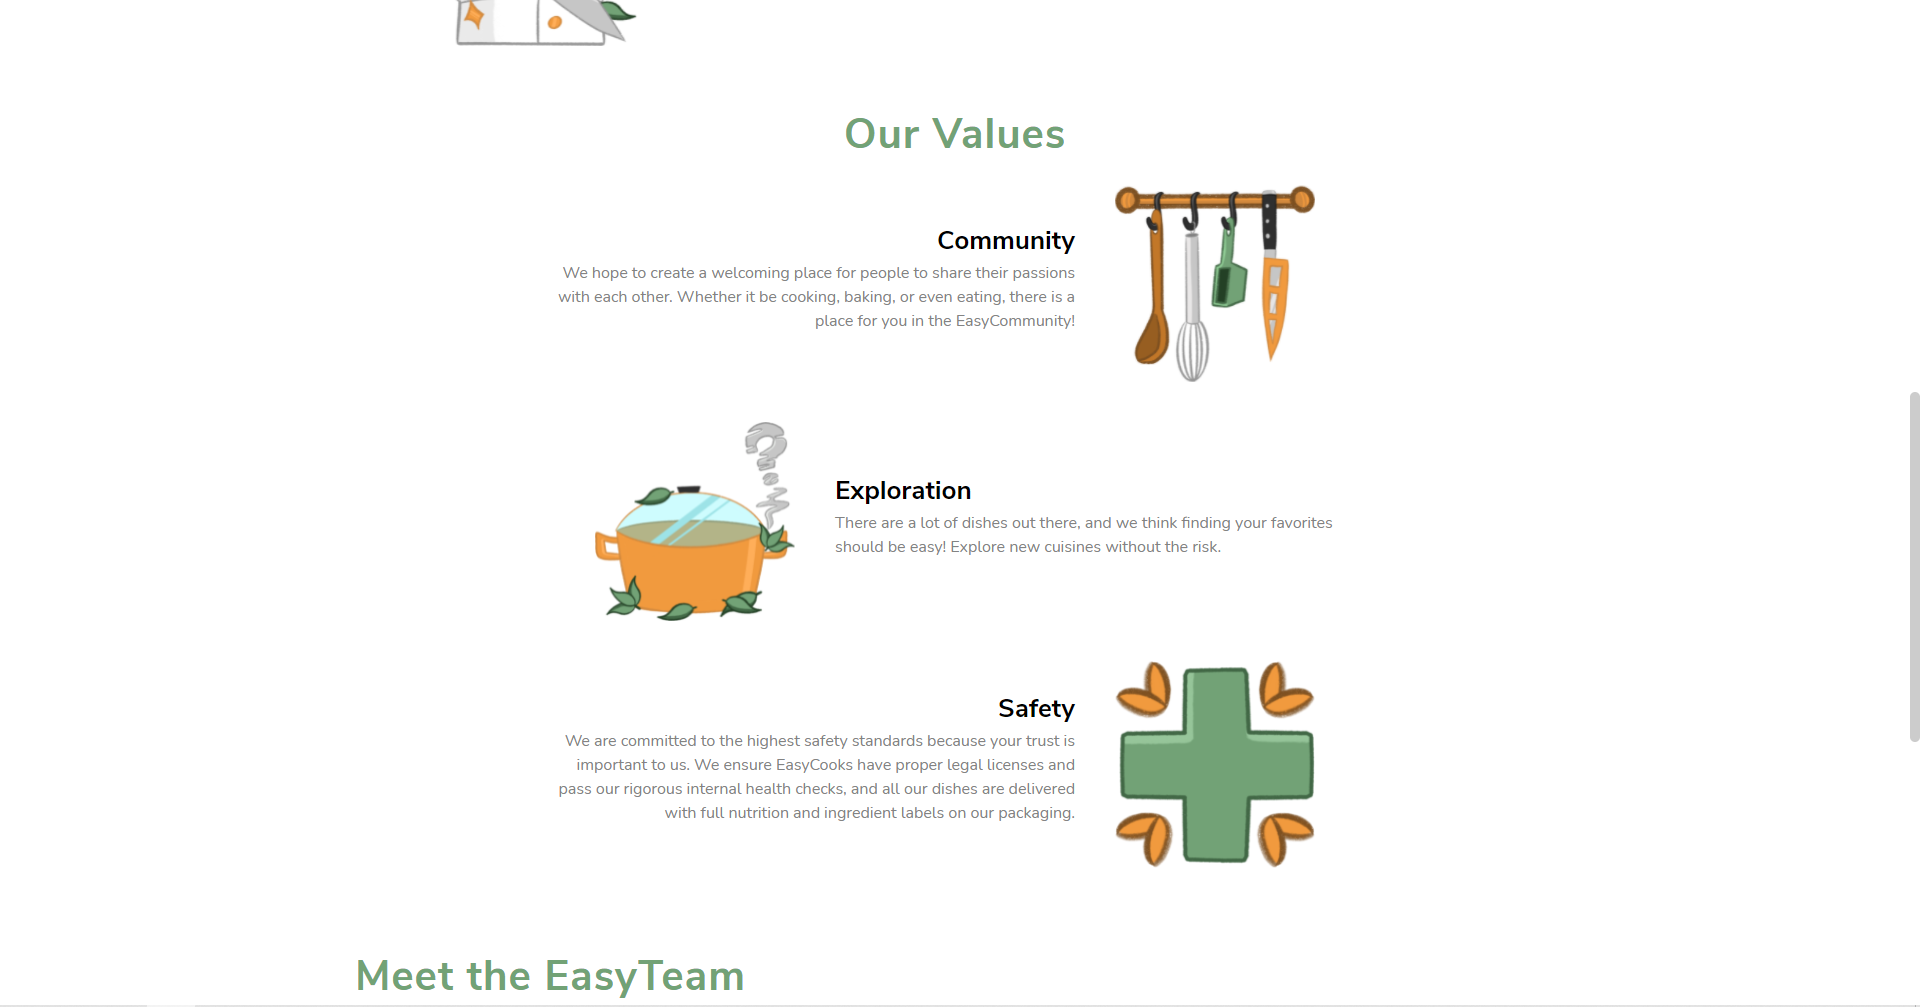 Our Values
Community
We hope to create a welcoming place for people to share their passions
with each other. Whether it be cooking, baking, or even eating, there is a
place for you in the EasyCommunity!
Exploration
There are a lot of dishes out there, and we think finding your favorites
should be easy! Explore new cuisines without the risk.
Safety
We are committed to the highest safety standards because your trust is
important to us. We ensure EasyCooks have proper legal licenses and
pass our rigorous internal health checks, and all our dishes are delivered
with full nutrition and ingredient labels on our packaging.
Meet the EasyTeam